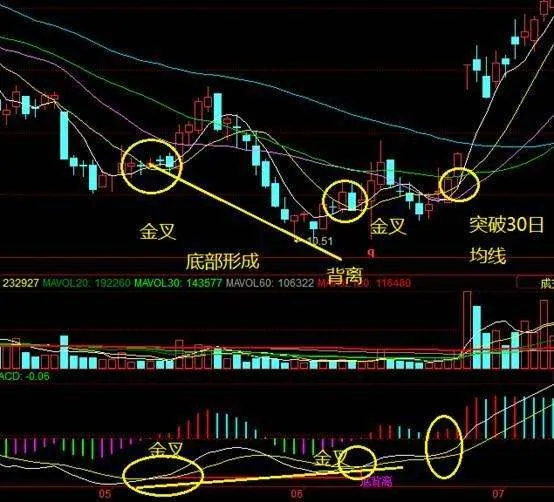 金叉
10.51
金叉
突破30日
均线
底部形成
背离
q
232927 MAVOL20: 192260 MAVOL30: 143577 MAVOL60: 106322 : 116480
ACD: -0.06
金叉
金叉
底背离
05
06
07